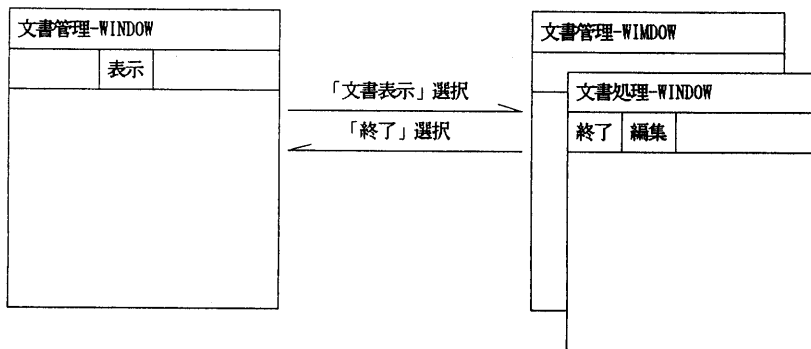 文書管理-WINDOW
表示
「文書表示」選択
「終了」選択
文書管理-WIMDOW
文書処理-WINDOW
終了 編集